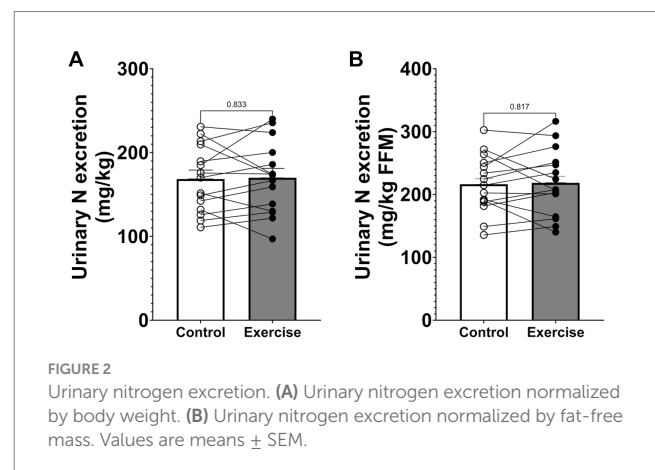 A
Urinary N excretion
(mg/kg)
300
200
100
0
0.833
Control Exercise
B
Urinary N excretion
(mg/kg FFM)
400
300
200
100
0
0.817
Control Exercise
FIGURE 2
Urinary nitrogen excretion. (A) Urinary nitrogen excretion normalized
by body weight. (B) Urinary nitrogen excretion normalized by fat-free
mass. Values are means ± SEM.